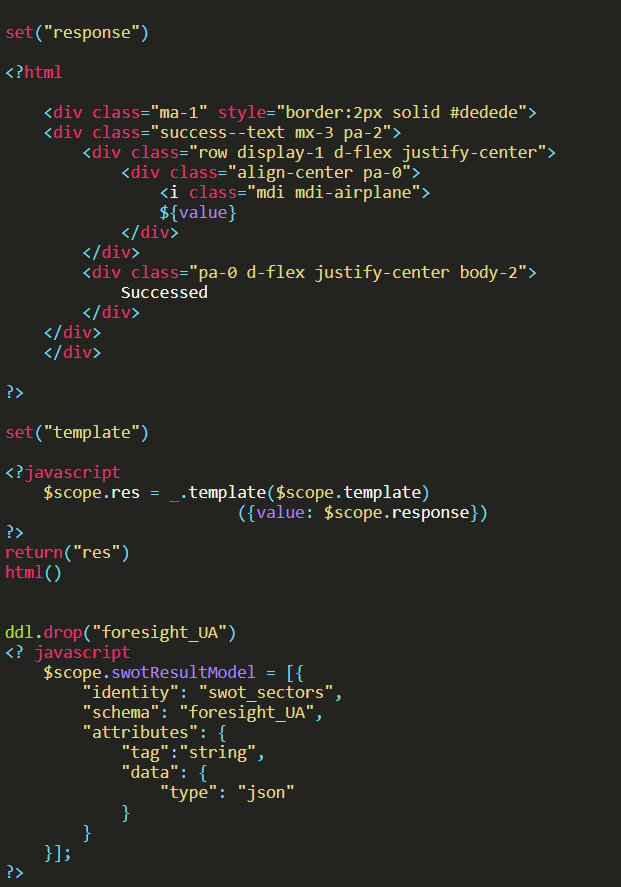 set("response")
<?html
    <div class="ma-1" style="border:2px solid #dedede">
    <div class="success--text mx-3 pa-2">
        <div class="row display-1 d-flex justify-center">
            <div class="align-center pa-0">
                <i class="mdi mdi-airplane">
                ${value}
            </div>
        </div>
        <div class="pa-0 d-flex justify-center body-2">
            Successed
        </div>
    </div>
    </div>
?>
set("template")
<?javascript
    $scope.res = _.template($scope.template)
                        ({value: $scope.response})
?>
return("res")
html()
ddl.drop("foresight_UA")
<? javascript
    $scope.swotResultModel = [{
        "identity": "swot_sectors",
        "schema": "foresight_UA",
        "attributes": {
            "tag":"string",
            "data": {
                "type": "json"
            }
        }
    }];
?>